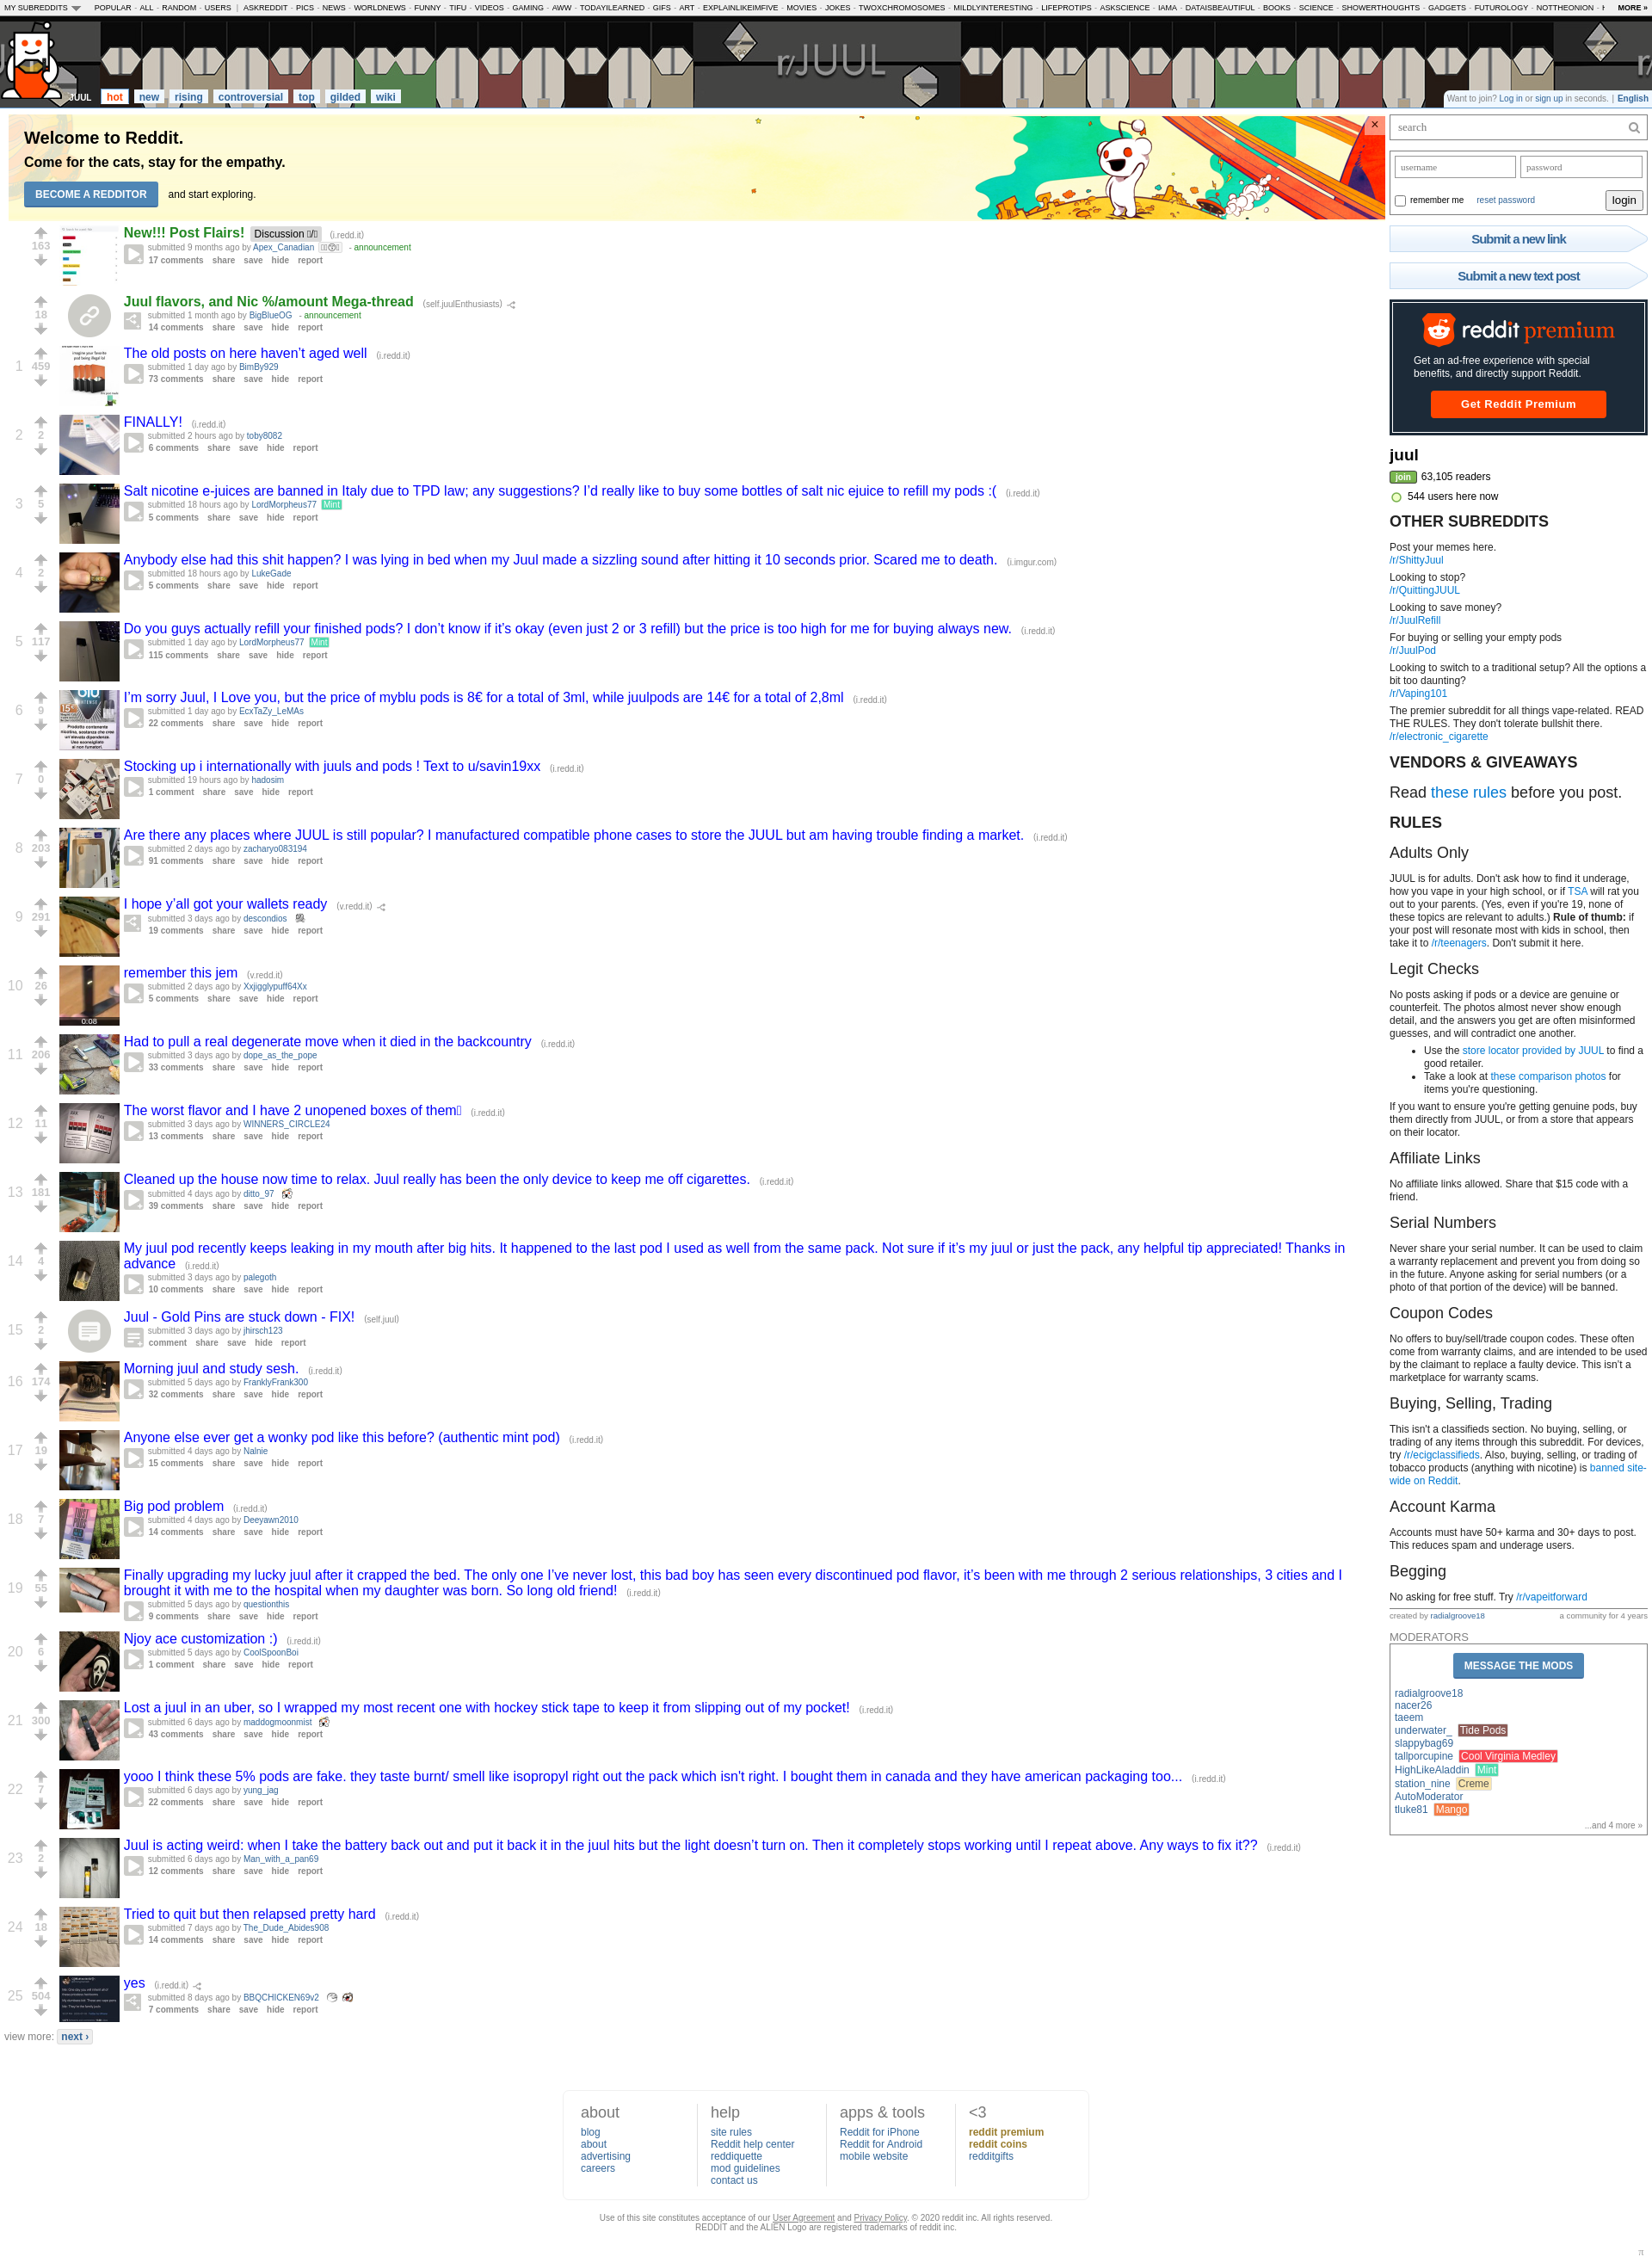 MY SUBREDDITS POPULAR - ALL - RANDOM - USERS | ASKREDDIT - PICS - NEWS - WORLDNEWS - FUNNY - TIFU - VIDEOS - GAMING - AWW - TODAYILEARNED - GIFS - ART - EXPLAINLIKEIMFIVE - MOVIES - JOKES - TWOXCHROMOSOMES - MILDLYINTERESTING - LIFEPROTIPS - ASKSCIENCE - IAMA - DATAISBEAUTIFUL - BOOKS - SCIENCE - SHOWERTHOUGHTS - GADGETS - FUTUROLOGY - NOTTHEONION MORE »
r/JUUL
JUUL hot new rising controversial top gilded wiki
Want to join? Log in or sign up in seconds. | English
Welcome to Reddit.
Come for the cats, stay for the empathy.
BECOME A REDDITOR and start exploring.
×
163
New!!! Post Flairs! Discussion (i.redd.it)
submitted 9 months ago by Apex_Canadian - announcement
17 comments share save hide report
18
Juul flavors, and Nic %/amount Mega-thread (self.juulEnthusiasts)
submitted 1 month ago by BigBlueOG - announcement
14 comments share save hide report
1 459
The old posts on here haven't aged well (i.redd.it)
submitted 1 day ago by BimBy929
73 comments share save hide report
2 2
FINALLY! (i.redd.it)
submitted 2 hours ago by toby8082
6 comments share save hide report
3 5
Salt nicotine e-juices are banned in Italy due to TPD law; any suggestions? I'd really like to buy some bottles of salt nic ejuice to refill my pods :( (i.redd.it)
submitted 18 hours ago by LordMorpheus77 Mint
5 comments share save hide report
4 2
Anybody else had this shit happen? I was lying in bed when my Juul made a sizzling sound after hitting it 10 seconds prior. Scared me to death. (i.imgur.com)
submitted 18 hours ago by LukeGade
5 comments share save hide report
5 117
Do you guys actually refill your finished pods? I don't know if it's okay (even just 2 or 3 refill) but the price is too high for me for buying always new. (i.redd.it)
submitted 1 day ago by LordMorpheus77 Mint
115 comments share save hide report
6 9
I'm sorry Juul, I Love you, but the price of myblu pods is 8€ for a total of 3ml, while juulpods are 14€ for a total of 2,8ml (i.redd.it)
submitted 1 day ago by EcxTaZy_LeMAs
22 comments share save hide report
7 0
Stocking up i internationally with juuls and pods ! Text to u/savin19xx (i.redd.it)
submitted 19 hours ago by hadosim
1 comment share save hide report
8 203
Are there any places where JUUL is still popular? I manufactured compatible phone cases to store the JUUL but am having trouble finding a market. (i.redd.it)
submitted 2 days ago by zacharyo083194
91 comments share save hide report
9 291
I hope y'all got your wallets ready (v.redd.it)
submitted 3 days ago by descondios
19 comments share save hide report
10 26
remember this jem (v.redd.it)
submitted 2 days ago by Xxjigglypuff64Xx
5 comments share save hide report
0:08
11 206
Had to pull a real degenerate move when it died in the backcountry (i.redd.it)
submitted 3 days ago by dope_as_the_pope
33 comments share save hide report
12 11
The worst flavor and I have 2 unopened boxes of them (i.redd.it)
submitted 3 days ago by WINNERS_CIRCLE24
13 comments share save hide report
13 181
Cleaned up the house now time to relax. Juul really has been the only device to keep me off cigarettes. (i.redd.it)
submitted 4 days ago by ditto_97
39 comments share save hide report
14 4
My juul pod recently keeps leaking in my mouth after big hits. It happened to the last pod I used as well from the same pack. Not sure if it's my juul or just the pack, any helpful tip appreciated! Thanks in
advance (i.redd.it)
submitted 3 days ago by palegoth
10 comments share save hide report
15 2
Juul - Gold Pins are stuck down - FIX! (self.juul)
submitted 3 days ago by jhirsch123
comment share save hide report
16 174
Morning juul and study sesh. (i.redd.it)
submitted 5 days ago by FranklyFrank300
32 comments share save hide report
17 19
Anyone else ever get a wonky pod like this before? (authentic mint pod) (i.redd.it)
submitted 4 days ago by Nalnie
15 comments share save hide report
18 7
Big pod problem (i.redd.it)
submitted 4 days ago by Deeyawn2010
14 comments share save hide report
19 55
Finally upgrading my lucky juul after it crapped the bed. The only one I've never lost, this bad boy has seen every discontinued pod flavor, it's been with me through 2 serious relationships, 3 cities and I
brought it with me to the hospital when my daughter was born. So long old friend! (i.redd.it)
submitted 5 days ago by questionthis
9 comments share save hide report
20 6
Njoy ace customization :) (i.redd.it)
submitted 5 days ago by CoolSpoonBoi
1 comment share save hide report
21 300
Lost a juul in an uber, so I wrapped my most recent one with hockey stick tape to keep it from slipping out of my pocket! (i.redd.it)
submitted 6 days ago by maddogmoonmist
43 comments share save hide report
22 7
yooo I think these 5% pods are fake. they taste burnt/ smell like isopropyl right out the pack which isn't right. I bought them in canada and they have american packaging too... (i.redd.it)
submitted 6 days ago by yung_jag
22 comments share save hide report
23 2
Juul is acting weird: when I take the battery back out and put it back it in the juul hits but the light doesn't turn on. Then it completely stops working until I repeat above. Any ways to fix it?? (i.redd.it)
submitted 6 days ago by Man_with_a_pan69
12 comments share save hide report
24 18
Tried to quit but then relapsed pretty hard (i.redd.it)
submitted 7 days ago by The_Dude_Abides908
14 comments share save hide report
25 504
yes (i.redd.it)
submitted 8 days ago by BBQCHICKEN69v2
7 comments share save hide report
view more: next ›
search
username password
remember me reset password login
Submit a new link
Submit a new text post
reddit premium
Get an ad-free experience with special
benefits, and directly support Reddit.
Get Reddit Premium
juul
join 63,105 readers
544 users here now
OTHER SUBREDDITS
Post your memes here.
/r/ShittyJuul
Looking to stop?
/r/QuittingJUUL
Looking to save money?
/r/JuulRefill
For buying or selling your empty pods
/r/JuulPod
Looking to switch to a traditional setup? All the options a
bit too daunting?
/r/Vaping101
The premier subreddit for all things vape-related. READ
THE RULES. They don't tolerate bullshit there.
/r/electronic_cigarette
VENDORS & GIVEAWAYS
Read these rules before you post.
RULES
Adults Only
JUUL is for adults. Don't ask how to find it underage,
how you vape in your high school, or if TSA will rat you
out to your parents. (Yes, even if you're 19, none of
these topics are relevant to adults.) Rule of thumb: if
your post will resonate most with kids in school, then
take it to /r/teenagers. Don't submit it here.
Legit Checks
No posts asking if pods or a device are genuine or
counterfeit. The photos almost never show enough
detail, and the answers you get are often misinformed
guesses, and will contradict one another.
• Use the store locator provided by JUUL to find a
good retailer.
• Take a look at these comparison photos for
items you're questioning.
If you want to ensure you're getting genuine pods, buy
them directly from JUUL, or from a store that appears
on their locator.
Affiliate Links
No affiliate links allowed. Share that $15 code with a
friend.
Serial Numbers
Never share your serial number. It can be used to claim
a warranty replacement and prevent you from doing so
in the future. Anyone asking for serial numbers (or a
photo of that portion of the device) will be banned.
Coupon Codes
No offers to buy/sell/trade coupon codes. These often
come from warranty claims, and are intended to be used
by the claimant to replace a faulty device. This isn't a
marketplace for warranty scams.
Buying, Selling, Trading
This isn't a classifieds section. No buying, selling, or
trading of any items through this subreddit. For devices,
try /r/ecigclassifieds. Also, buying, selling, or trading of
tobacco products (anything with nicotine) is banned site-
wide on Reddit.
Account Karma
Accounts must have 50+ karma and 30+ days to post.
This reduces spam and underage users.
Begging
No asking for free stuff. Try /r/vapeitforward
created by radialgroove18 a community for 4 years
MODERATORS
MESSAGE THE MODS
radialgroove18
nacer26
taeem
underwater_ Tide Pods
slappybag69
tallporcupine Cool Virginia Medley
HighLikeAladdin Mint
station_nine Creme
AutoModerator
tluke81 Mango
...and 4 more »
about
blog
about
advertising
careers
help
site rules
Reddit help center
reddiquette
mod guidelines
contact us
apps & tools
Reddit for iPhone
Reddit for Android
mobile website
<3
reddit premium
reddit coins
redditgifts
Use of this site constitutes acceptance of our User Agreement and Privacy Policy. © 2020 reddit inc. All rights reserved.
REDDIT and the ALIEN Logo are registered trademarks of reddit inc.
π